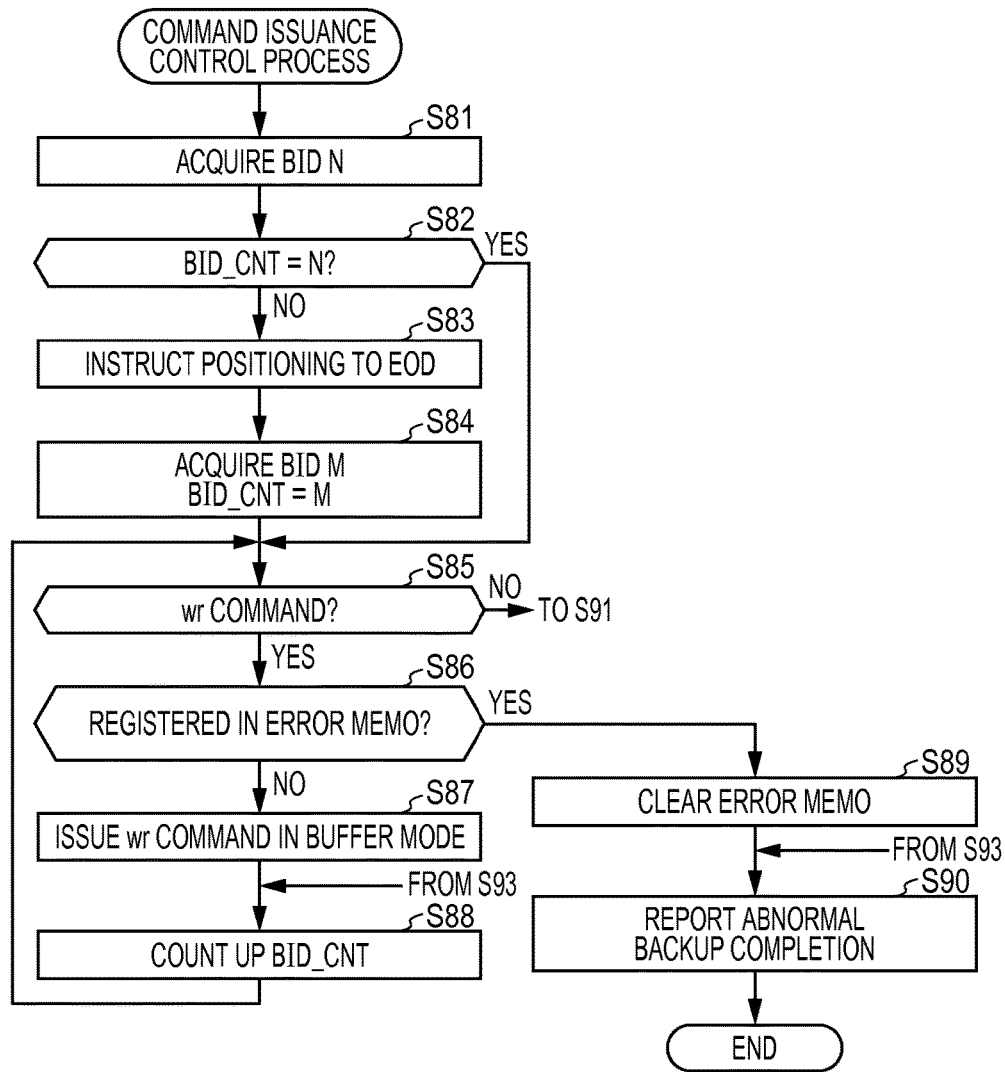 COMMAND ISSUANCE
CONTROL PROCESS
S81
ACQUIRE BID N
S82
BID_CNT = N?
YES
NO
S83
INSTRUCT POSITIONING TO EOD
S84
ACQUIRE BID M
BID_CNT = M
S85
wr COMMAND?
NO
TO S91
YES
S86
REGISTERED IN ERROR MEMO?
YES
NO
S87
ISSUE wr COMMAND IN BUFFER MODE
FROM S93
S88
COUNT UP BID_CNT
S89
CLEAR ERROR MEMO
FROM S93
S90
REPORT ABNORMAL
BACKUP COMPLETION
END